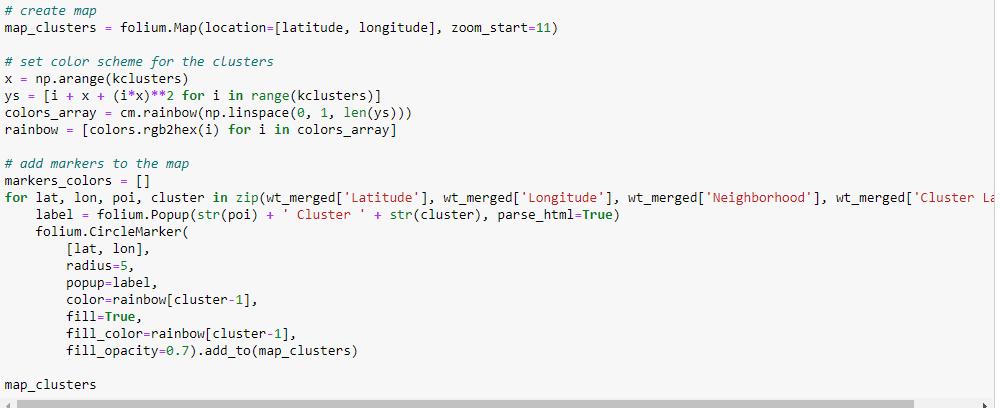 # create map
map_clusters = folium.Map(location=[latitude, longitude], zoom_start=11)
# set color scheme for the clusters
x = np.arange(kclusters)
ys = [i + x + (i*x)**2 for i in range(kclusters)]
colors_array = cm.rainbow(np.linspace(0, 1, len(ys)))
rainbow = [colors.rgb2hex(i) for i in colors_array]
# add markers to the map
markers_colors = []
for lat, lon, poi, cluster in zip(wt_merged['Latitude'], wt_merged['Longitude'], wt_merged['Neighborhood'], wt_merged['Cluster La
    label = folium.Popup(str(poi) + ' Cluster ' + str(cluster), parse_html=True)
    folium.CircleMarker(
        [lat, lon],
        radius=5,
        popup=label,
        color=rainbow[cluster-1],
        fill=True,
        fill_color=rainbow[cluster-1],
        fill_opacity=0.7).add_to(map_clusters)
map_clusters